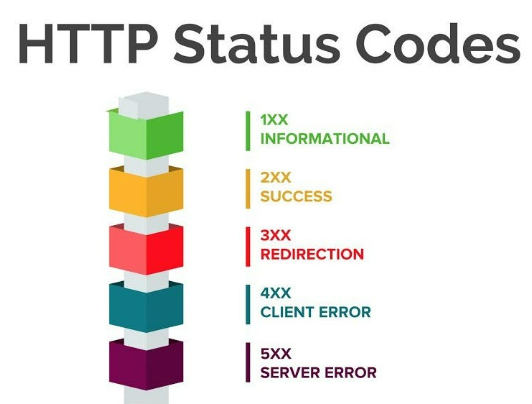 HTTP Status Codes
1XX
INFORMATIONAL
2XX
SUCCESS
3XX
REDIRECTION
4XX
CLIENT ERROR
5XX
SERVER ERROR